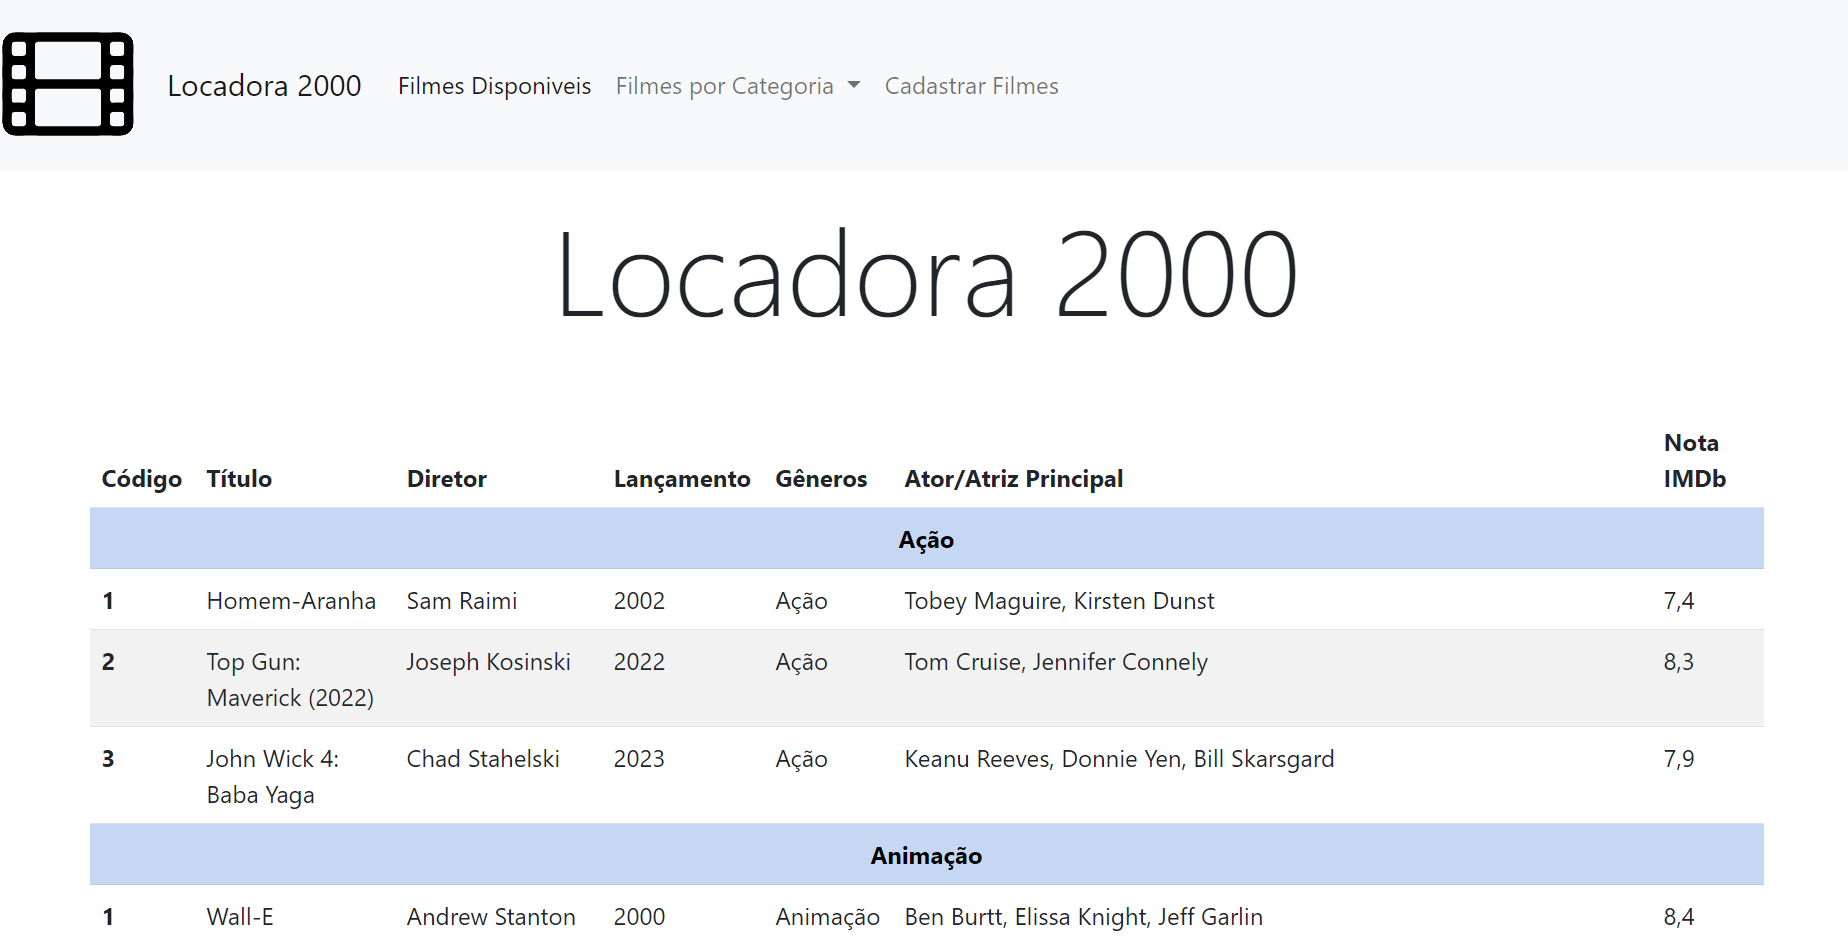 Locadora 2000 Filmes Disponiveis Filmes por Categoria Cadastrar Filmes
Locadora 2000
Código Título Diretor Lançamento Gêneros Ator/Atriz Principal Nota IMDb
Ação
1 Homem-Aranha Sam Raimi 2002 Ação Tobey Maguire, Kirsten Dunst 7,4
2 Top Gun: Joseph Kosinski 2022 Ação Tom Cruise, Jennifer Connely 8,3
Maverick (2022)
3 John Wick 4: Chad Stahelski 2023 Ação Keanu Reeves, Donnie Yen, Bill Skarsgard 7,9
Baba Yaga
Animação
1 Wall-E Andrew Stanton 2000 Animação Ben Burtt, Elissa Knight, Jeff Garlin 8,4